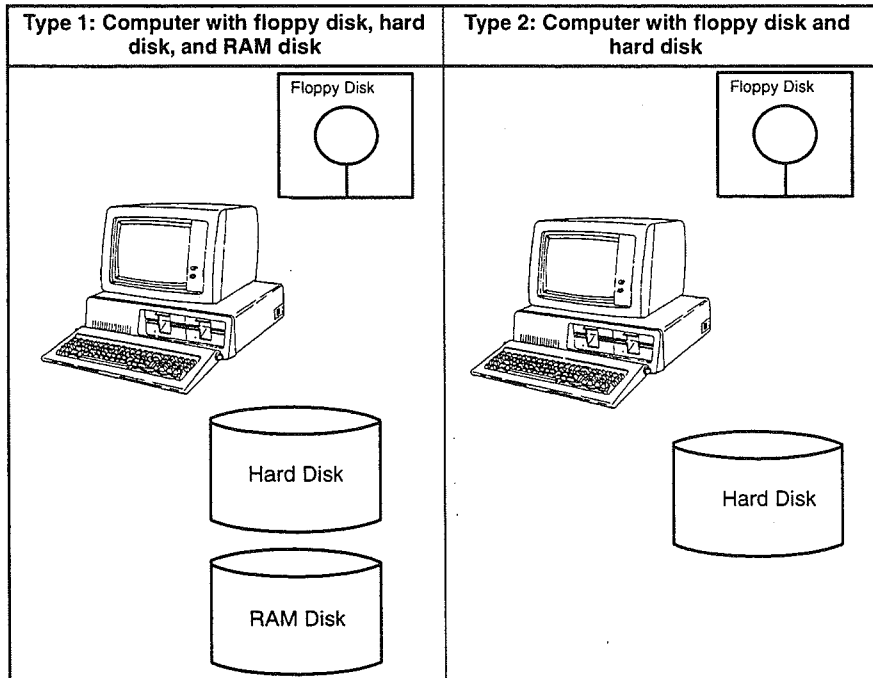 Type 1: Computer with floppy disk, hard
disk, and RAM disk
Type 2: Computer with floppy disk and
hard disk
Floppy Disk
Floppy Disk
Hard Disk
Hard Disk
RAM Disk